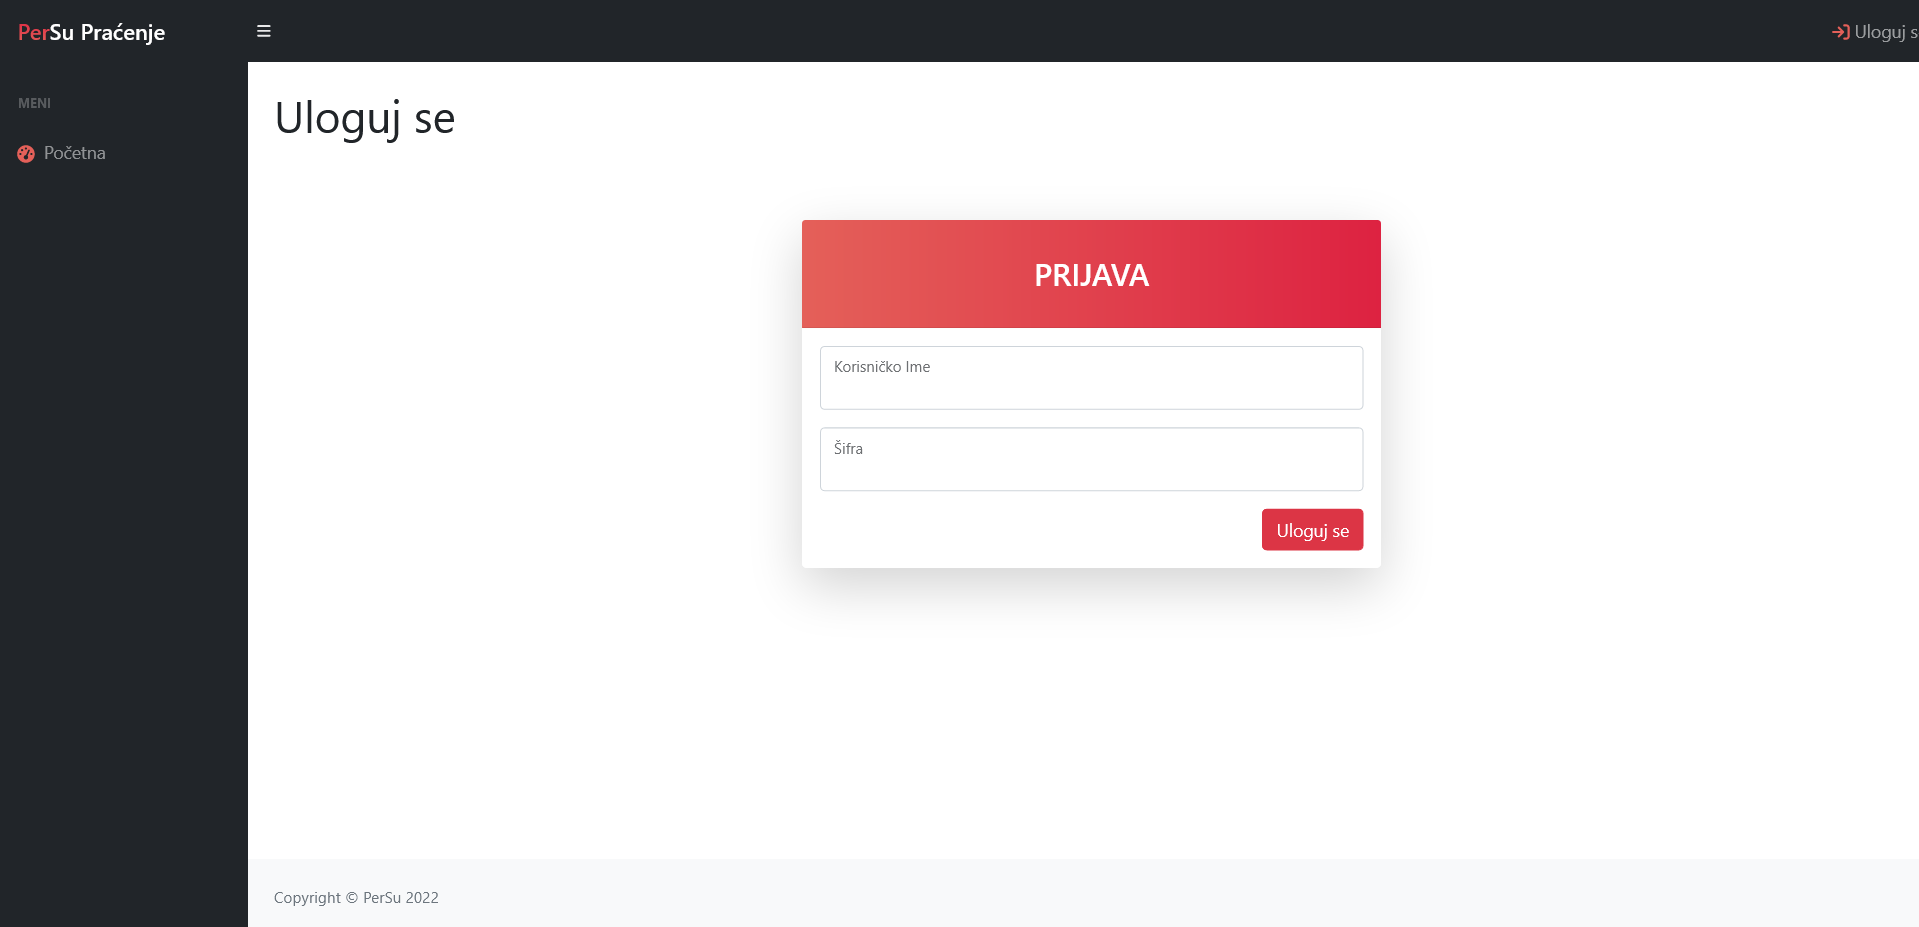 PerSu Praćenje
Uloguj s
MENI
Početna
Uloguj se
PRIJAVA
Korisničko Ime
Šifra
Uloguj se
Copyright © PerSu 2022